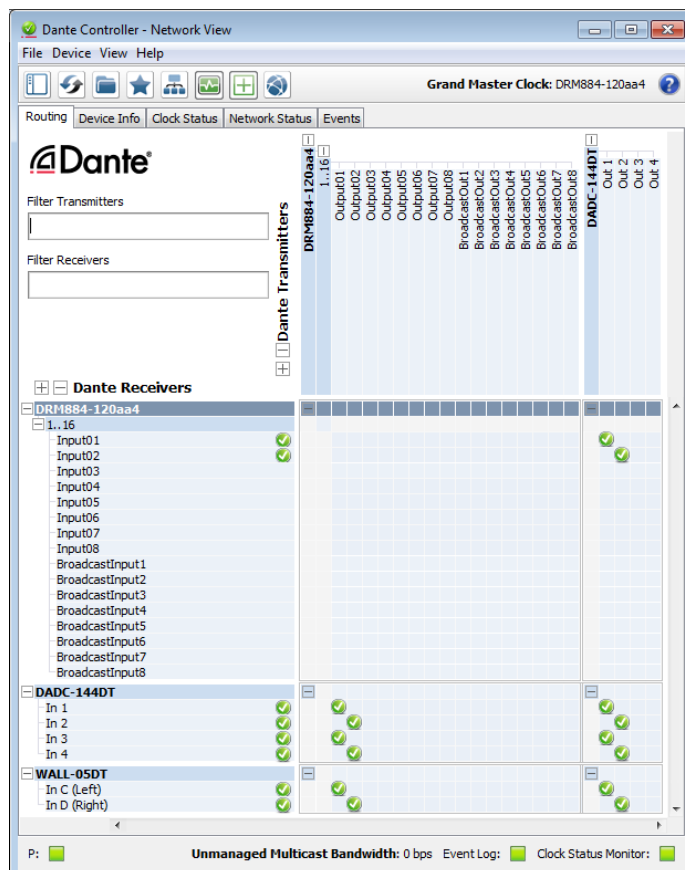 Dante Controller - Network View
File Device View Help
Grand Master Clock: DRM884-120aa4
Routing Device Info Clock Status Network Status Events
Dante
Filter Transmitters
Filter Receivers
Dante Transmitters
DRM884-120aa4
1..16
Output01
Output02
Output03
Output04
Output05
Output06
Output07
Output08
BroadcastOut1
BroadcastOut2
BroadcastOut3
BroadcastOut4
BroadcastOut5
BroadcastOut6
BroadcastOut7
BroadcastOut8
DADC-144DT
Out 1
Out 2
Out 3
Out 4
Dante Receivers
DRM884-120aa4
1..16
Input01
Input02
Input03
Input04
Input05
Input06
Input07
Input08
BroadcastInput1
BroadcastInput2
BroadcastInput3
BroadcastInput4
BroadcastInput5
BroadcastInput6
BroadcastInput7
BroadcastInput8
DADC-144DT
In 1
In 2
In 3
In 4
WALL-05DT
In C (Left)
In D (Right)
P: Unmanaged Multicast Bandwidth: 0 bps Event Log: Clock Status Monitor: